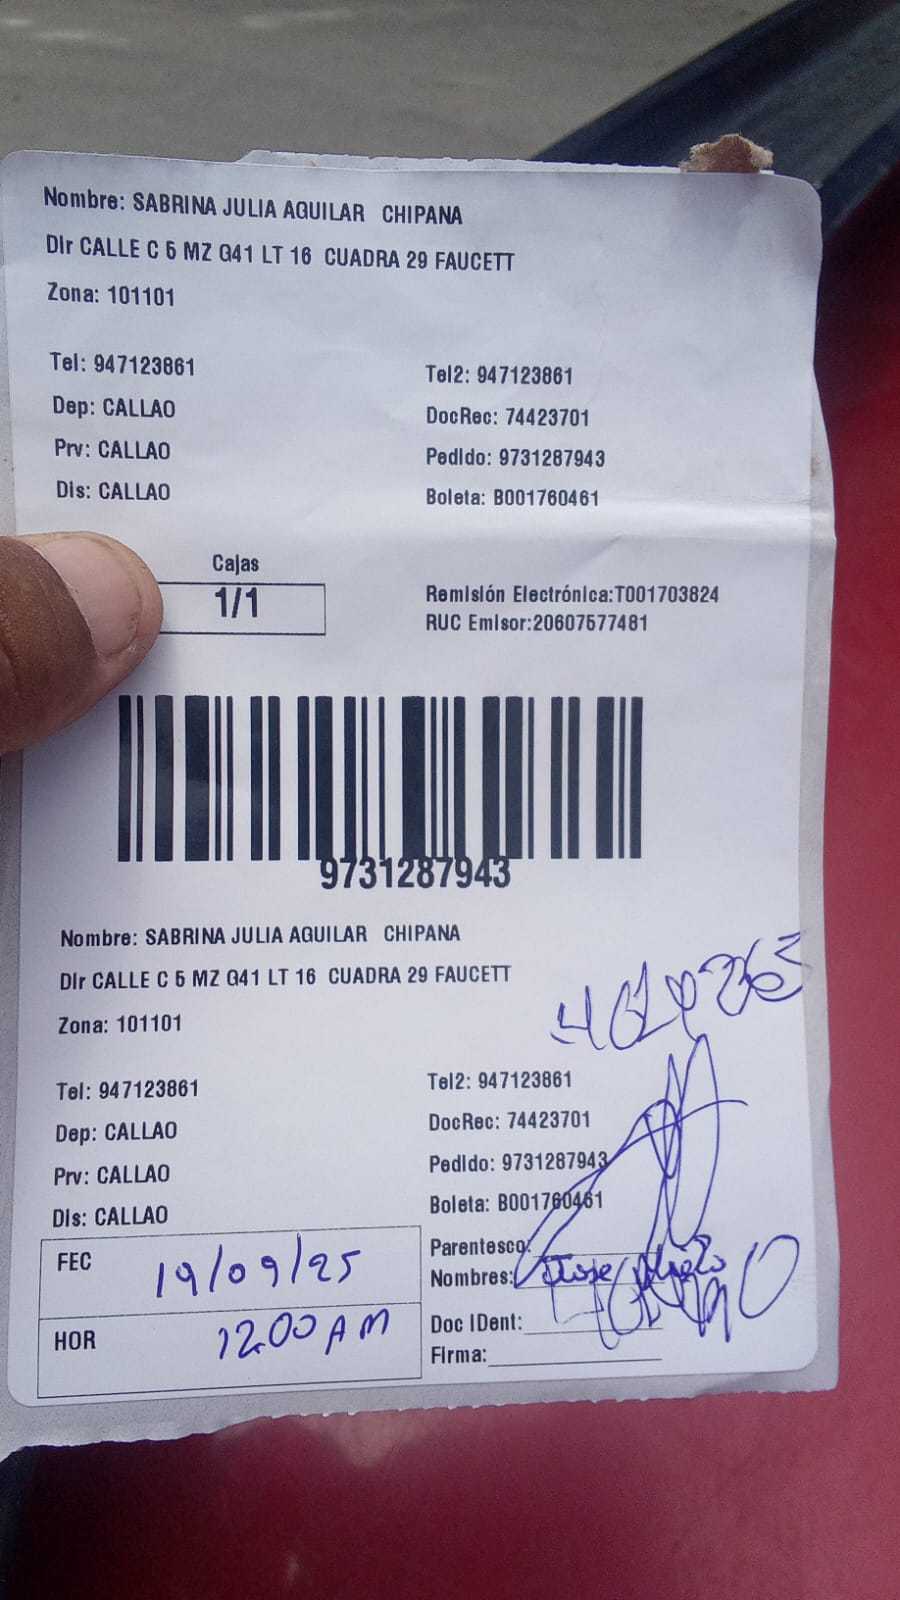 Nombre: SABRINA JULIA AGUILAR CHIPANA
Dir CALLE C 5 MZ G41 LT 16 CUADRA 29 FAUCETT
Zona: 101101
Tel: 947123861
Tel2: 947123861
Dep: CALLAO
DocRec: 74423701
Prv: CALLAO
Pedido: 9731287943
Dis: CALLAO
Boleta: B001760461
Cajas
1/1
Remisión Electrónica:T001703824
RUC Emisor:20607577481
9731287943
Nombre: SABRINA JULIA AGUILAR CHIPANA
Dir CALLE C 5 MZ G41 LT 16 CUADRA 29 FAUCETT
Zona: 101101
Tel: 947123861
Tel2: 947123861
Dep: CALLAO
DocRec: 74423701
Prv: CALLAO
Pedido: 9731287943
Dis: CALLAO
Boleta: B001760461
FEC 19/09/25
Parentesco:
Nombres: Jose
HOR 12:00 AM
Doc IDent:
Firma: